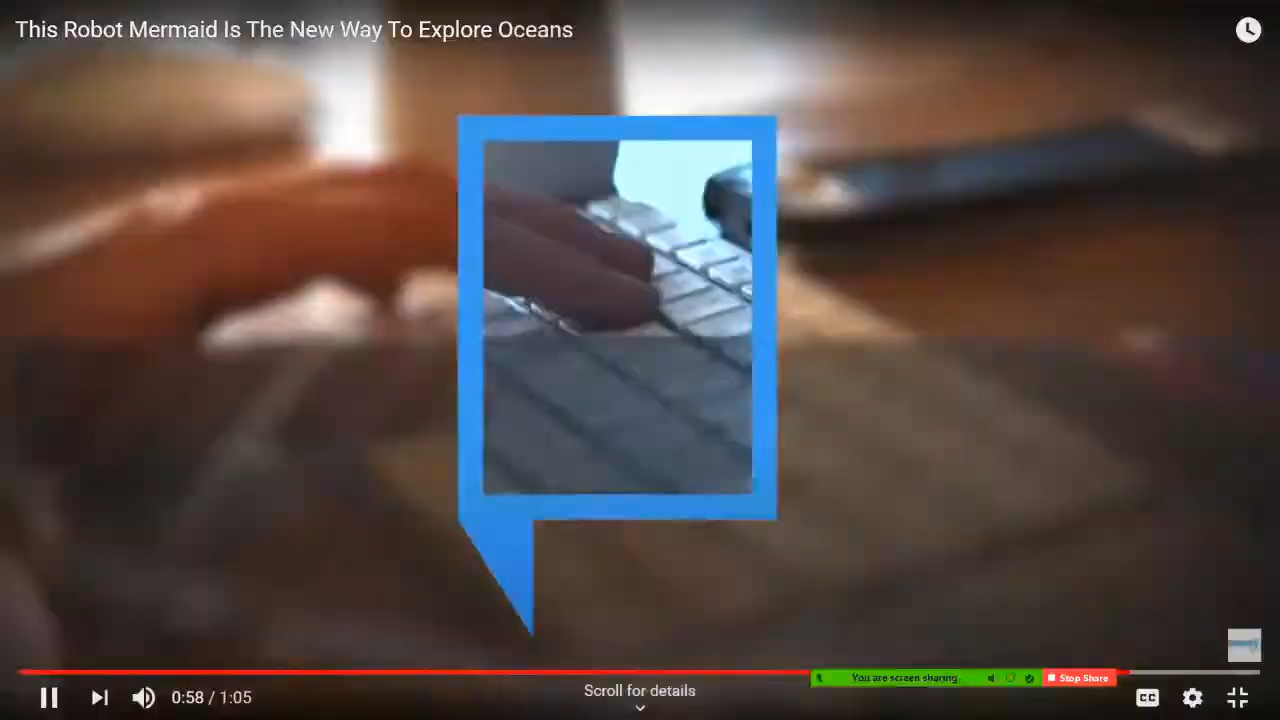 This Robot Mermaid Is The New Way To Explore Oceans
You are screen sharing
Stop Share
0:58 / 1:05
Scroll for details
CC